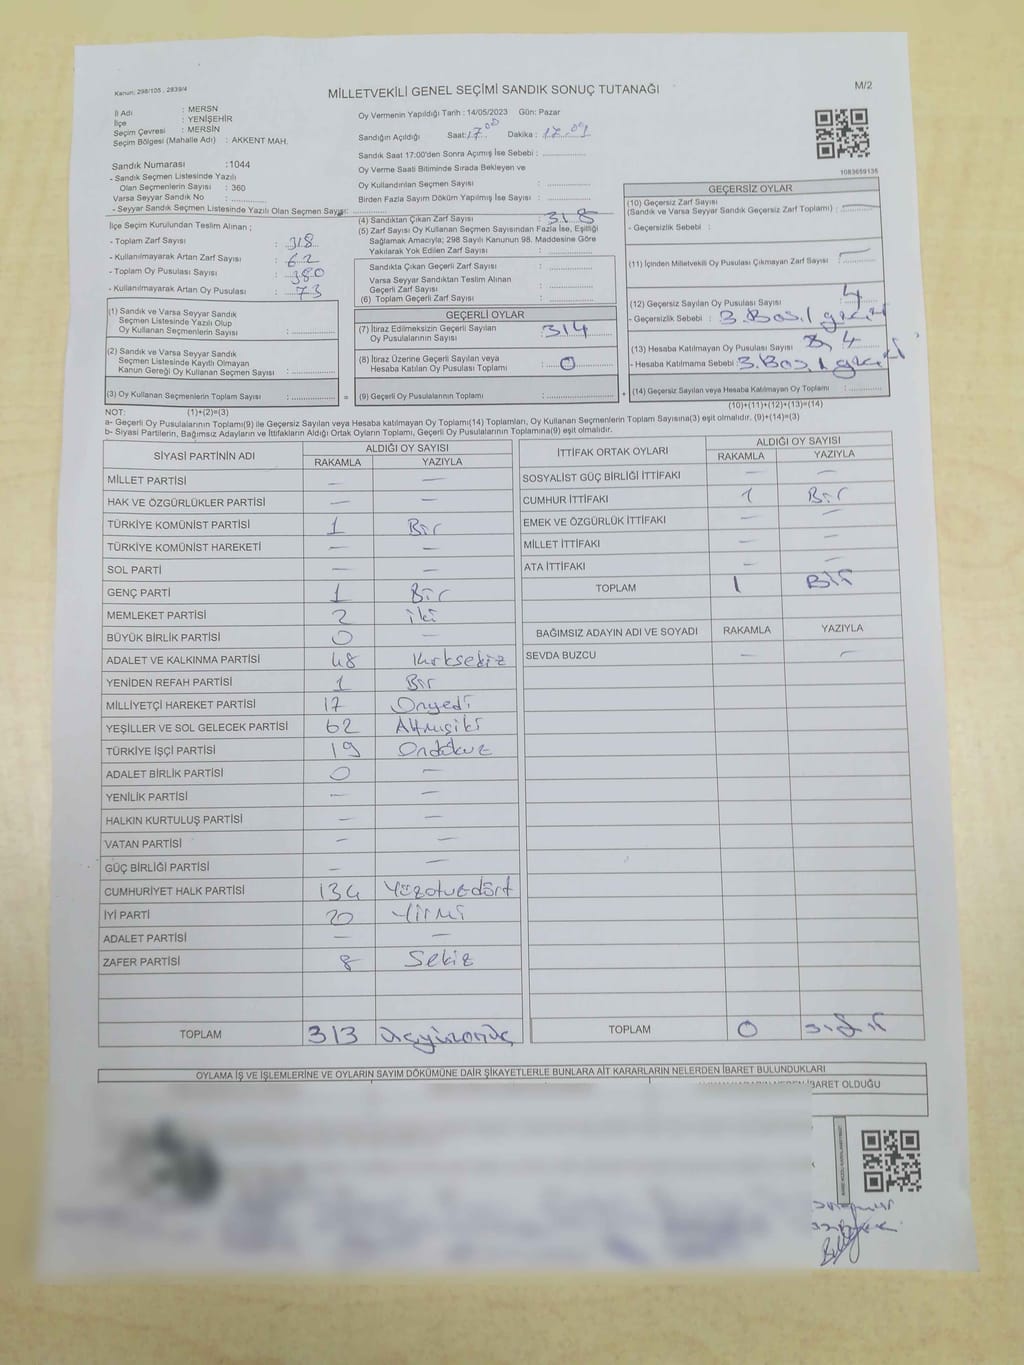 Kanun: 298/105 , 2839/4
MİLLETVEKİLİ GENEL SEÇİMİ SANDIK SONUÇ TUTANAĞI
M/2
İl Adı : MERSN
İlçe : YENİŞEHİR
Seçim Çevresi : MERSİN
Seçim Bölgesi (Mahalle Adı) : AKKENT MAH.
Sandık Numarası :1044
- Sandık Seçmen Listesinde Yazılı
Olan Seçmenlerin Sayısı : 360
Varsa Seyyar Sandık No :
- Seyyar Sandık Seçmen Listesinde Yazılı Olan Seçmen Sayısı:
Oy Vermenin Yapıldığı Tarih : 14/05/2023 Gün: Pazar
Sandığın Açıldığı Saat: 17 00 Dakika : 17.01
Sandık Saat 17:00'den Sonra Açımış İse Sebebi :
Oy Verme Saati Bitiminde Sırada Bekleyen ve
Oy Kullandırılan Seçmen Sayısı :
Birden Fazla Sayım Döküm Yapılmış İse Sayısı :
1083659135
İlçe Seçim Kurulundan Teslim Alınan ;
- Toplam Zarf Sayısı : 318
- Kullanılmayarak Artan Zarf Sayısı : 62
- Toplam Oy Pusulası Sayısı : 380
- Kullanılmayarak Artan Oy Pusulası : 73
(1) Sandık ve Varsa Seyyar Sandık
Seçmen Listesinde Yazılı Olup
Oy Kullanan Seçmenlerin Sayısı :
(2) Sandık ve Varsa Seyyar Sandık
Seçmen Listesinde Kayıtlı Olmayan
Kanun Gereği Oy Kullanan Seçmen Sayısı :
(3) Oy Kullanan Seçmenlerin Toplam Sayısı :
(4) Sandıktan Çıkan Zarf Sayısı : 318
(5) Zarf Sayısı Oy Kullanan Seçmen Sayısından Fazla İse, Eşitliği
Sağlamak Amacıyla; 298 Sayılı Kanunun 98. Maddesine Göre
Yakılarak Yok Edilen Zarf Sayısı :
Sandıkta Çıkan Geçerli Zarf Sayısı :
Varsa Seyyar Sandıktan Teslim Alınan
Geçerli Zarf Sayısı :
(6) Toplam Geçerli Zarf Sayısı :
GEÇERLİ OYLAR
(7) İtiraz Edilmeksizin Geçerli Sayılan
Oy Pusulalarının Sayısı : 314
(8) İtiraz Üzerine Geçerli Sayılan veya
Hesaba Katılan Oy Pusulaları Toplamı : 0
= (9) Geçerli Oy Pusulalarının Toplamı : +
GEÇERSİZ OYLAR
(10) Geçersiz Zarf Sayısı
(Sandık ve Varsa Seyyar Sandık Geçersiz Zarf Toplamı) : —
- Geçersizlik Sebebi :
(11) İçinden Milletvekili Oy Pusulası Çıkmayan Zarf Sayısı : —
(12) Geçersiz Sayılan Oy Pusulası Sayısı : 4
- Geçersizlik Sebebi :
(13) Hesaba Katılmayan Oy Pusulası Sayısı : 4
- Hesaba Katılmama Sebebi :
(14) Geçersiz Sayılan veya Hesaba Katılmayan Oy Toplamı :
NOT: (1)+(2)=(3)
(10)+(11)+(12)+(13)=(14)
a- Geçerli Oy Pusulalarının Toplamı(9) ile Geçersiz Sayılan veya Hesaba katılmayan Oy Toplamı(14) Toplamları, Oy Kullanan Seçmenlerin Toplam Sayısına(3) eşit olmalıdır. (9)+(14)=(3)
b- Siyasi Partilerin, Bağımsız Adayların ve İttifakların Aldığı Ortak Oyların Toplamı, Geçerli Oy Pusulalarının Toplamına(9) eşit olmalıdır.
SİYASİ PARTİNİN ADI ALDIĞI OY SAYISI
RAKAMLA YAZIYLA
MİLLET PARTİSİ — —
HAK VE ÖZGÜRLÜKLER PARTİSİ — —
TÜRKİYE KOMÜNİST PARTİSİ 1 Bir
TÜRKİYE KOMÜNİST HAREKETİ — —
SOL PARTİ — —
GENÇ PARTİ 1 Bir
MEMLEKET PARTİSİ 2 iki
BÜYÜK BİRLİK PARTİSİ 0 —
ADALET VE KALKINMA PARTİSİ 48 Kırksekiz
YENİDEN REFAH PARTİSİ 1 Bir
MİLLİYETÇİ HAREKET PARTİSİ 17 Onyedi
YEŞİLLER VE SOL GELECEK PARTİSİ 62 Altmışiki
TÜRKİYE İŞÇİ PARTİSİ 19 Ondokuz
ADALET BİRLİK PARTİSİ 0 —
YENİLİK PARTİSİ — —
HALKIN KURTULUŞ PARTİSİ — —
VATAN PARTİSİ — —
GÜÇ BİRLİĞİ PARTİSİ — —
CUMHURİYET HALK PARTİSİ 134 Yüzotuzdört
İYİ PARTİ 20 Yirmi
ADALET PARTİSİ — —
ZAFER PARTİSİ 8 Sekiz
TOPLAM 313 Üçyüzonüç
İTTİFAK ORTAK OYLARI ALDIĞI OY SAYISI
RAKAMLA YAZIYLA
SOSYALİST GÜÇ BİRLİĞİ İTTİFAKI — —
CUMHUR İTTİFAKI 1 Bir
EMEK VE ÖZGÜRLÜK İTTİFAKI — —
MİLLET İTTİFAKI — —
ATA İTTİFAKI — —
TOPLAM 1 Bir
BAĞIMSIZ ADAYIN ADI VE SOYADI RAKAMLA YAZIYLA
SEVDA BUZCU — —
TOPLAM 0 sıfır
OYLAMA İŞ VE İŞLEMLERİNE VE OYLARIN SAYIM DÖKÜMÜNE DAİR ŞİKAYETLERLE BUNLARA AİT KARARLARIN NELERDEN İBARET BULUNDUKLARI
İBARET OLDUĞU